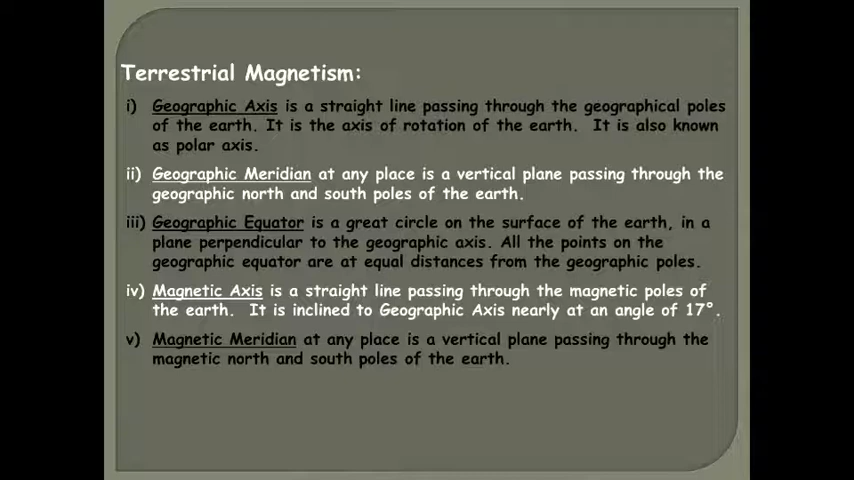 Terrestrial Magnetism:
i) Geographic Axis is a straight line passing through the geographical poles
of the earth. It is the axis of rotation of the earth. It is also known
as polar axis.
ii) Geographic Meridian at any place is a vertical plane passing through the
geographic north and south poles of the earth.
iii) Geographic Equator is a great circle on the surface of the earth, in a
plane perpendicular to the geographic axis. All the points on the
geographic equator are at equal distances from the geographic poles.
iv) Magnetic Axis is a straight line passing through the magnetic poles of
the earth. It is inclined to Geographic Axis nearly at an angle of 17°.
v) Magnetic Meridian at any place is a vertical plane passing through the
magnetic north and south poles of the earth.